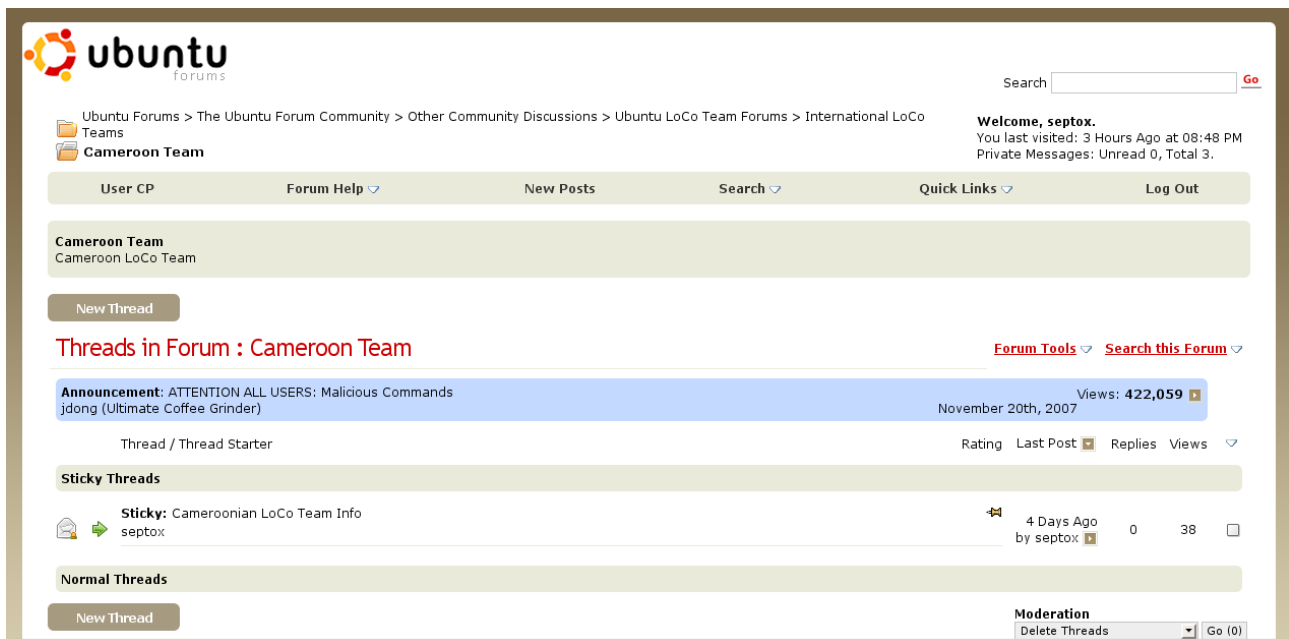 ubuntu
forums
Search
Go
Ubuntu Forums > The Ubuntu Forum Community > Other Community Discussions > Ubuntu LoCo Team Forums > International LoCo
Teams
Cameroon Team
Welcome, septox.
You last visited: 3 Hours Ago at 08:48 PM
Private Messages: Unread 0, Total 3.
User CP Forum Help New Posts Search Quick Links Log Out
Cameroon Team
Cameroon LoCo Team
New Thread
Threads in Forum : Cameroon Team
Forum Tools Search this Forum
Announcement: ATTENTION ALL USERS: Malicious Commands
Views: 422,059
jdong (Ultimate Coffee Grinder)
November 20th, 2007
Thread / Thread Starter Rating Last Post Replies Views
Sticky Threads
Sticky: Cameroonian LoCo Team Info
septox
4 Days Ago
by septox
0
38
Normal Threads
New Thread
Moderation
Delete Threads Go (0)